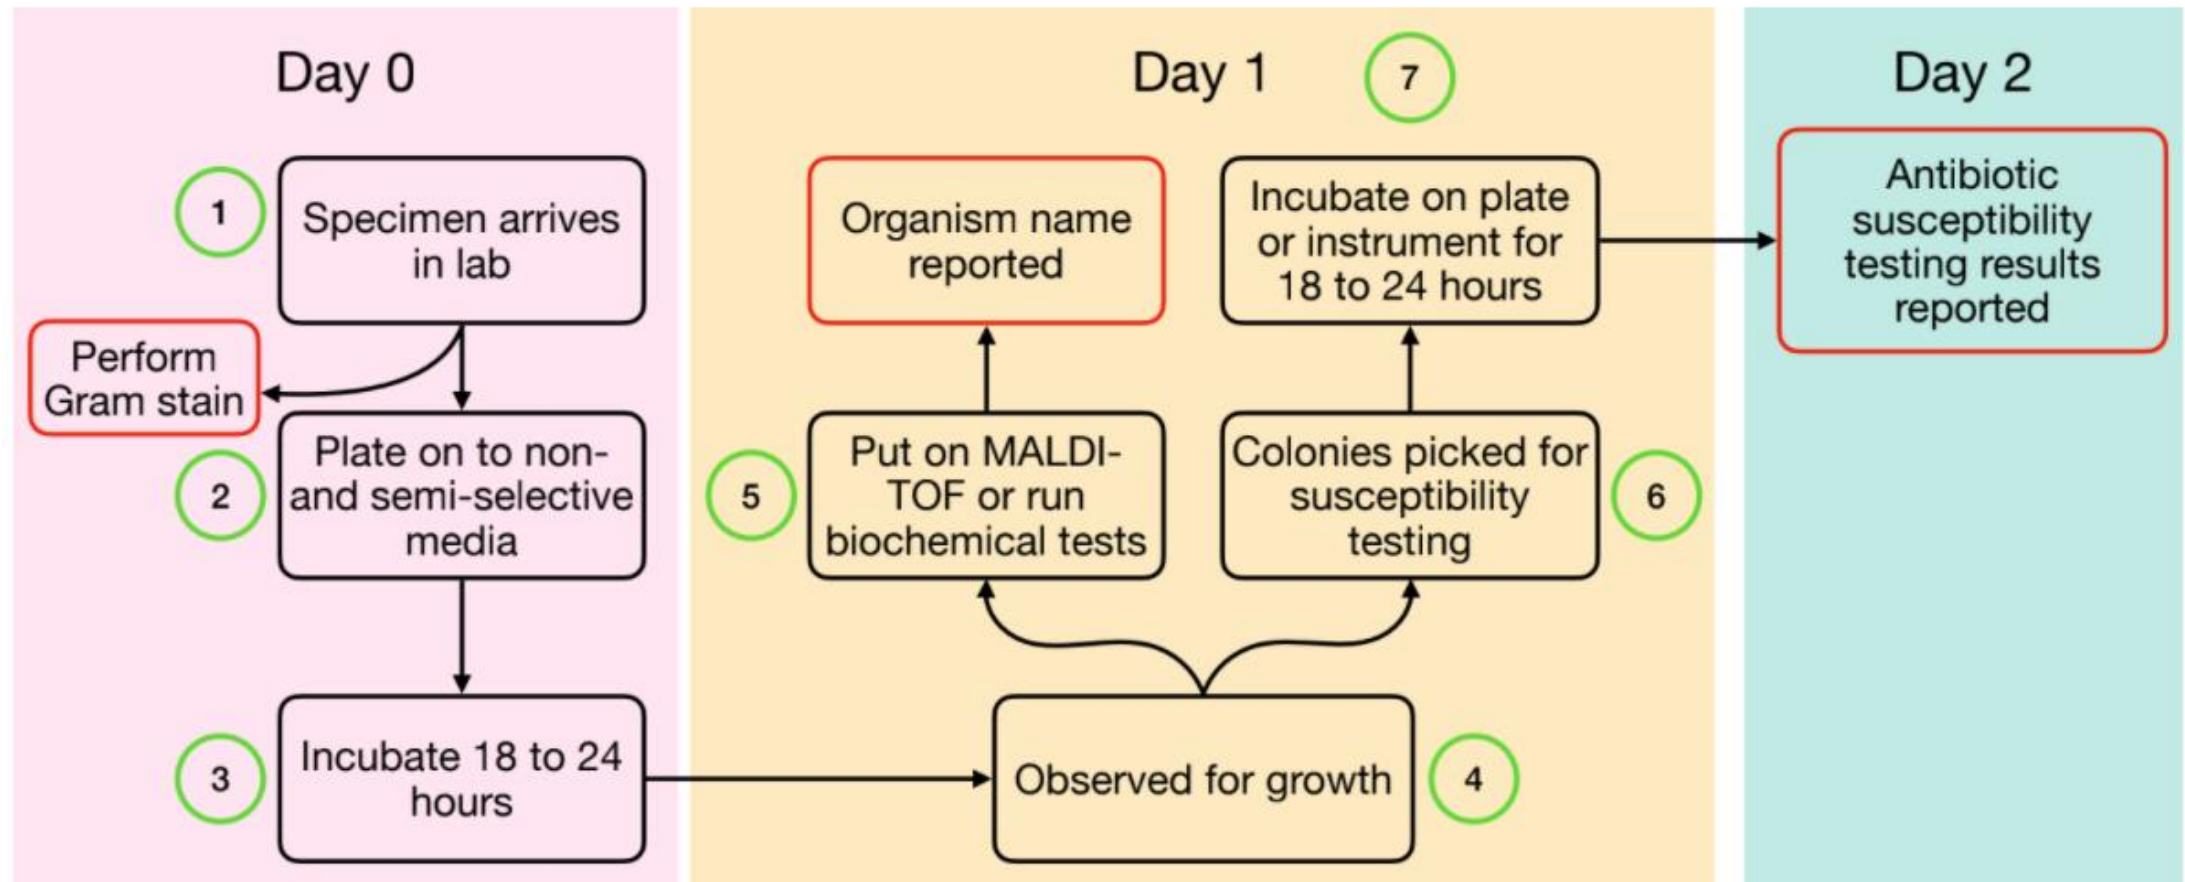 Day 0
1
Specimen arrives
in lab
Perform
Gram stain
2
Plate on to non-
and semi-selective
media
3
Incubate 18 to 24
hours
Day 1
7
Organism name
reported
Incubate on plate
or instrument for
18 to 24 hours
5
Put on MALDI-
TOF or run
biochemical tests
Colonies picked for
susceptibility
testing
6
Observed for growth
4
Day 2
Antibiotic
susceptibility
testing results
reported